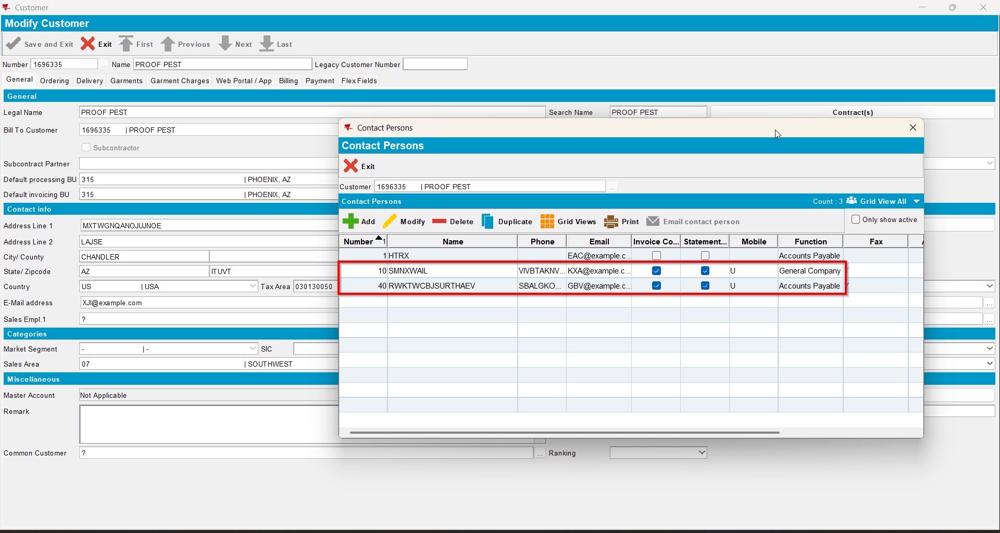 Customer
Modify Customer
Save and Exit Exit First Previous Next Last
Number 1696335 ... Name PROOF PEST Legacy Customer Number
General Ordering Delivery Garments Garment Charges Web Portal / App Billing Payment FlexFields
General
Legal Name PROOF PEST Search Name PROOF PEST Contract(s)
Bill To Customer 1696335 | PROOF PEST
Subcontractor
Subcontract Partner
Default processing BU 315 | PHOENIX, AZ
Default invoicing BU 315 | PHOENIX, AZ
Contact info
Address Line 1 MXTWGNQANOJUJNOE
Address Line 2 LAJSE
City/ County CHANDLER
State/ Zipcode AZ ITUVT
Country US | USA Tax Area 030130050
E-Mail address XJI@example.com ...
Sales Empl.1 ? ...
Categories
Market Segment - | - SIC
Sales Area 07 | SOUTHWEST
Miscellaneous
Master Account Not Applicable
Remark
Common Customer ? ... Ranking
Contact Persons
Contact Persons
Exit
Customer 1696335 | PROOF PEST ...
Contact Persons Count : 3 Grid View All
Add Modify Delete Duplicate Grid Views Print Email contact person Only show active
Number 1 Name Phone Email Invoice Co... Statement... Mobile Function Fax
1 HTRX EAC@example.c... Accounts Payable
10 SMNXWAIL VIVBTAKNV... KXA@example.c... U General Company
40 RWKTWCBJSURTHAEV SBALGKO... GBV@example.c... U Accounts Payable